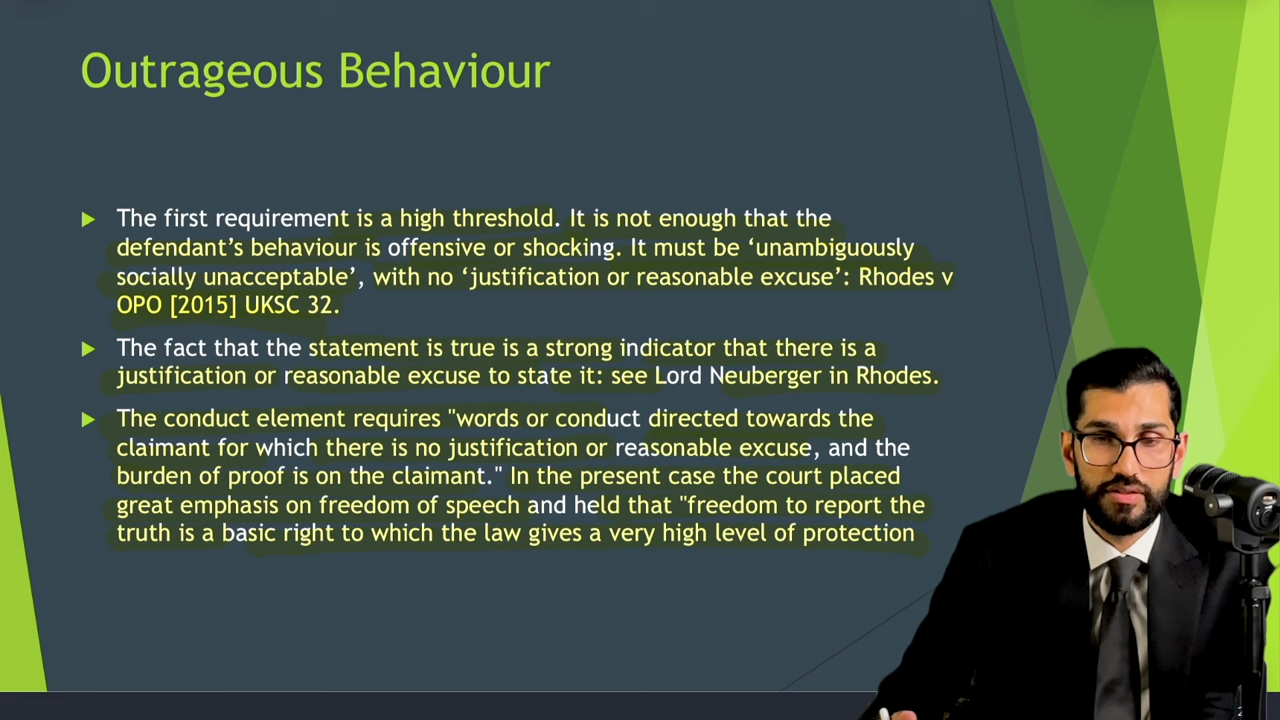 Outrageous Behaviour
The first requirement is a high threshold. It is not enough that the
defendant’s behaviour is offensive or shocking. It must be ‘unambiguously
socially unacceptable’, with no ‘justification or reasonable excuse’: Rhodes v
OPO [2015] UKSC 32.
The fact that the statement is true is a strong indicator that there is a
justification or reasonable excuse to state it: see Lord Neuberger in Rhodes.
The conduct element requires "words or conduct directed towards the
claimant for which there is no justification or reasonable excuse, and the
burden of proof is on the claimant." In the present case the court placed
great emphasis on freedom of speech and held that "freedom to report the
truth is a basic right to which the law gives a very high level of protection